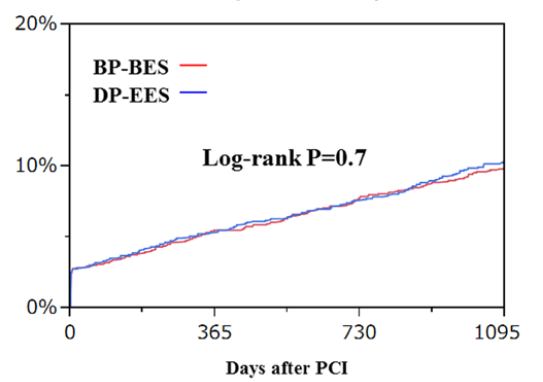 20%
BP-BES
DP-EES
Log-rank P=0.7
10%
0%
0 365 730 1095
Days after PCI